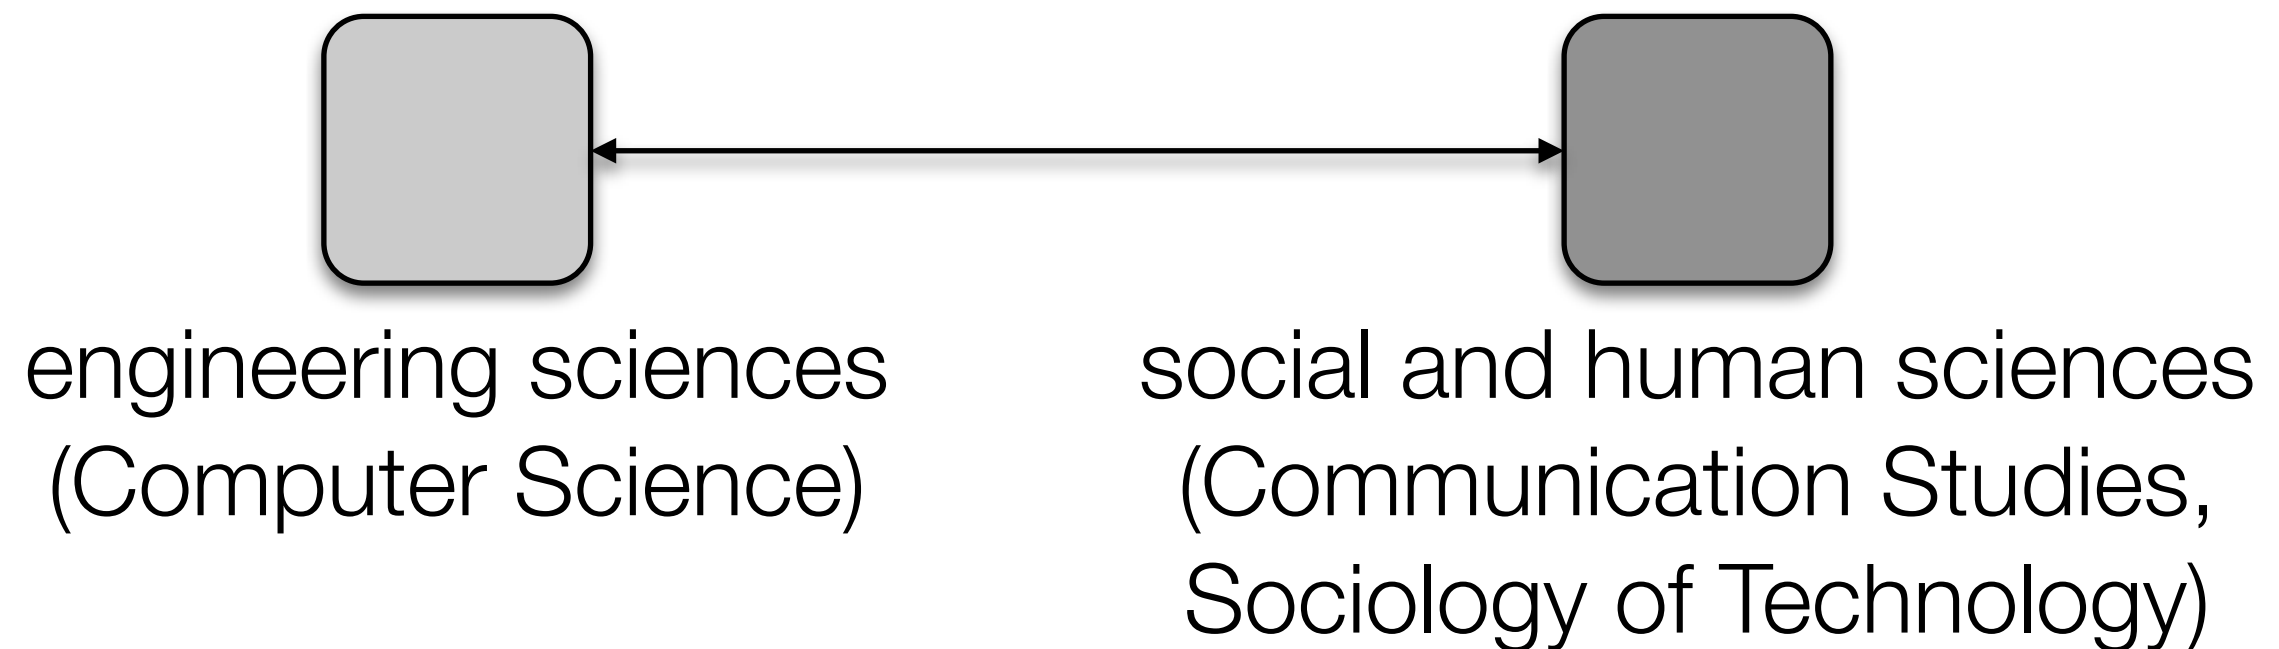 engineering sciences
(Computer Science)
social and human sciences
(Communication Studies,
Sociology of Technology)